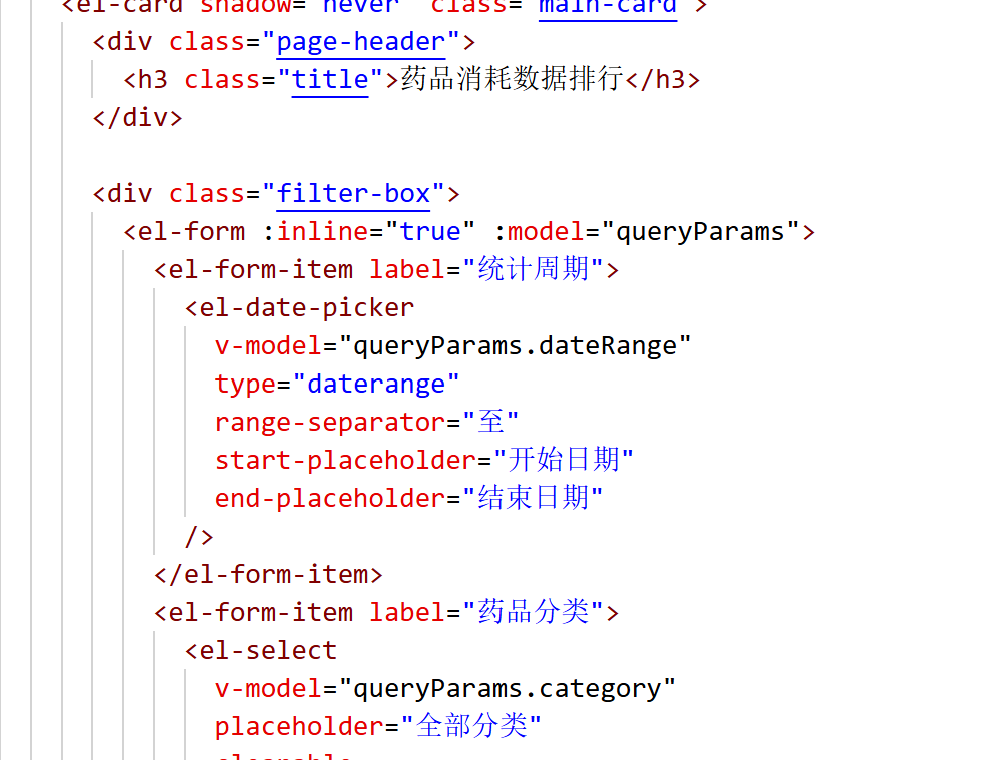 <el-card shadow="never" class="main-card">
<div class="page-header">
<h3 class="title">药品消耗数据排行</h3>
</div>
<div class="filter-box">
<el-form :inline="true" :model="queryParams">
<el-form-item label="统计周期">
<el-date-picker
v-model="queryParams.dateRange"
type="daterange"
range-separator="至"
start-placeholder="开始日期"
end-placeholder="结束日期"
/>
</el-form-item>
<el-form-item label="药品分类">
<el-select
v-model="queryParams.category"
placeholder="全部分类"
clearable